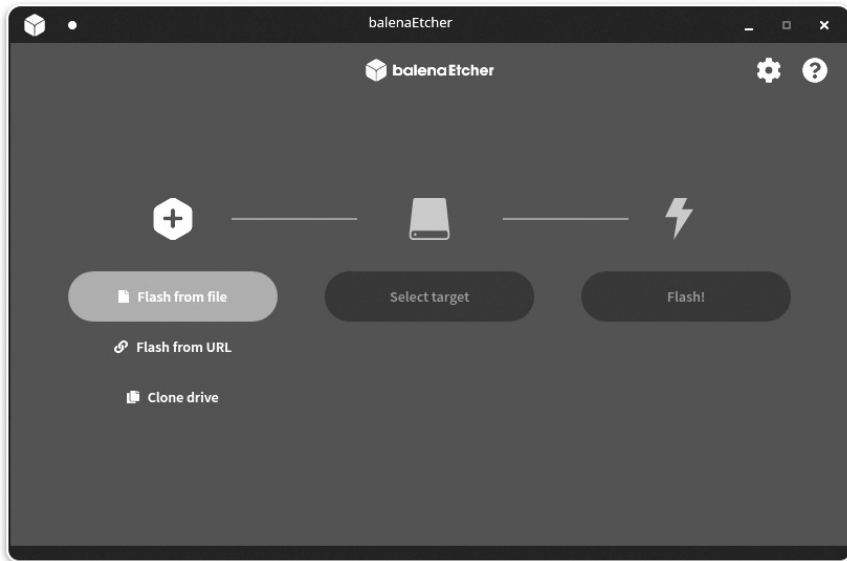 balenaEtcher
balenaEtcher
Flash from file
Select target
Flash!
Flash from URL
Clone drive